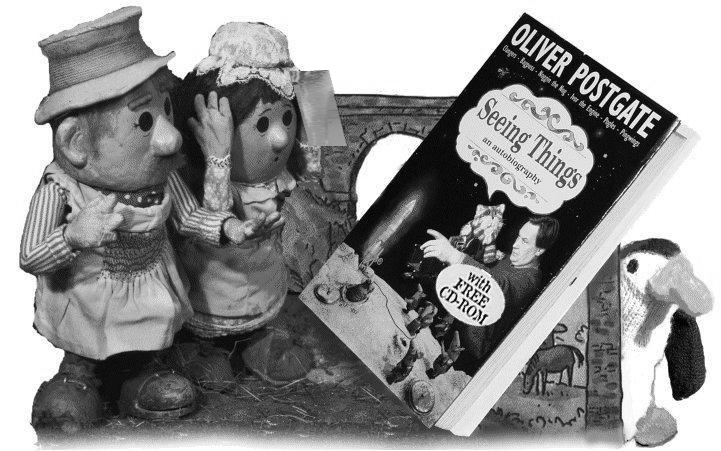 OLIVER POSTGATE
Clangers - Bagpuss - Noggin the Nog - Ivor the Engine - Pogles - Pingwings
Seeing Things
an autobiography
with
FREE
CD-ROM